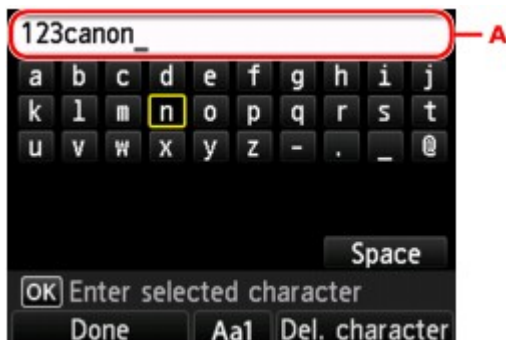 123canon_
A
a b c d e f g h i j
k l m n o p q r s t
u v w x y z - . _ @
Space
OK Enter selected character
Done Aa1 Del. character